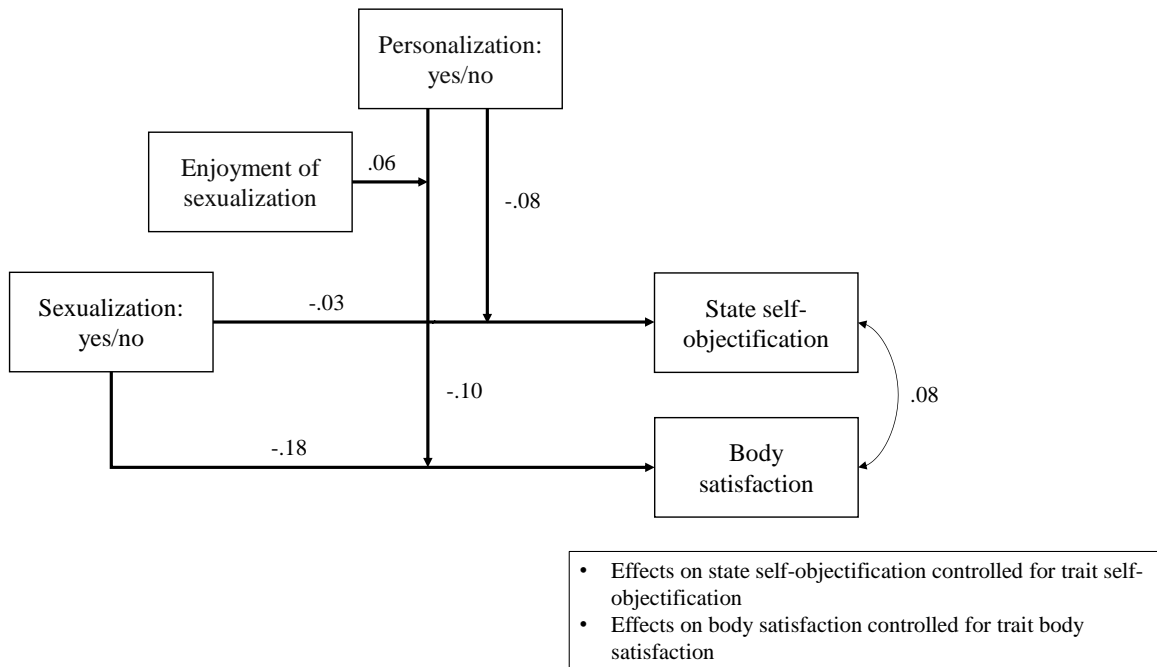 Personalization:
yes/no
Enjoyment of
sexualization
.06
-.08
Sexualization:
yes/no
-.03
State self-
objectification
-.10
.08
-.18
Body
satisfaction
• Effects on state self-objectification controlled for trait self-
objectification
• Effects on body satisfaction controlled for trait body
satisfaction